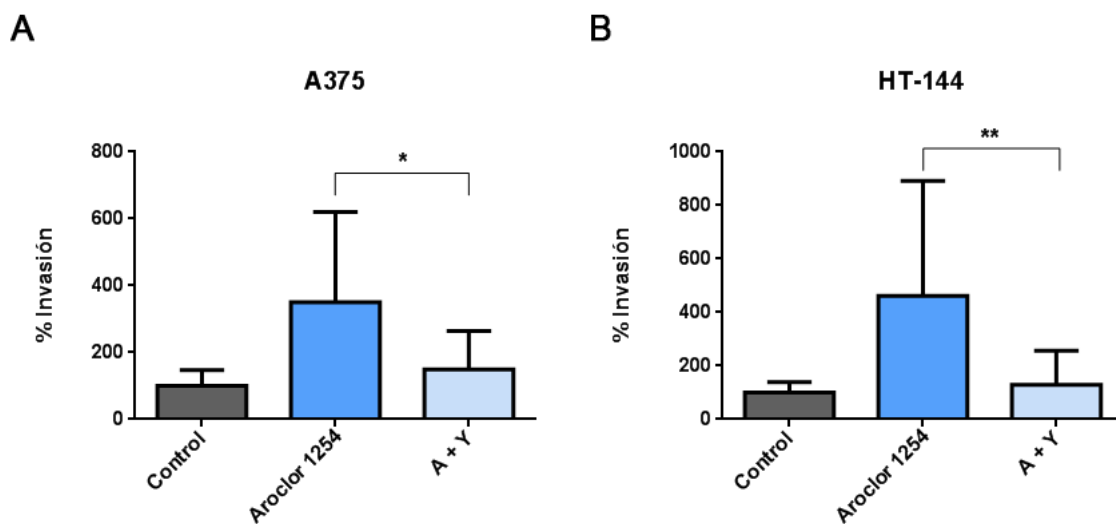 A
A375
% Invasión
800
600
400
200
0
*
Control
Aroclor 1254
A + Y
B
HT-144
% Invasión
1000
800
600
400
200
0
**
Control
Aroclor 1254
A + Y